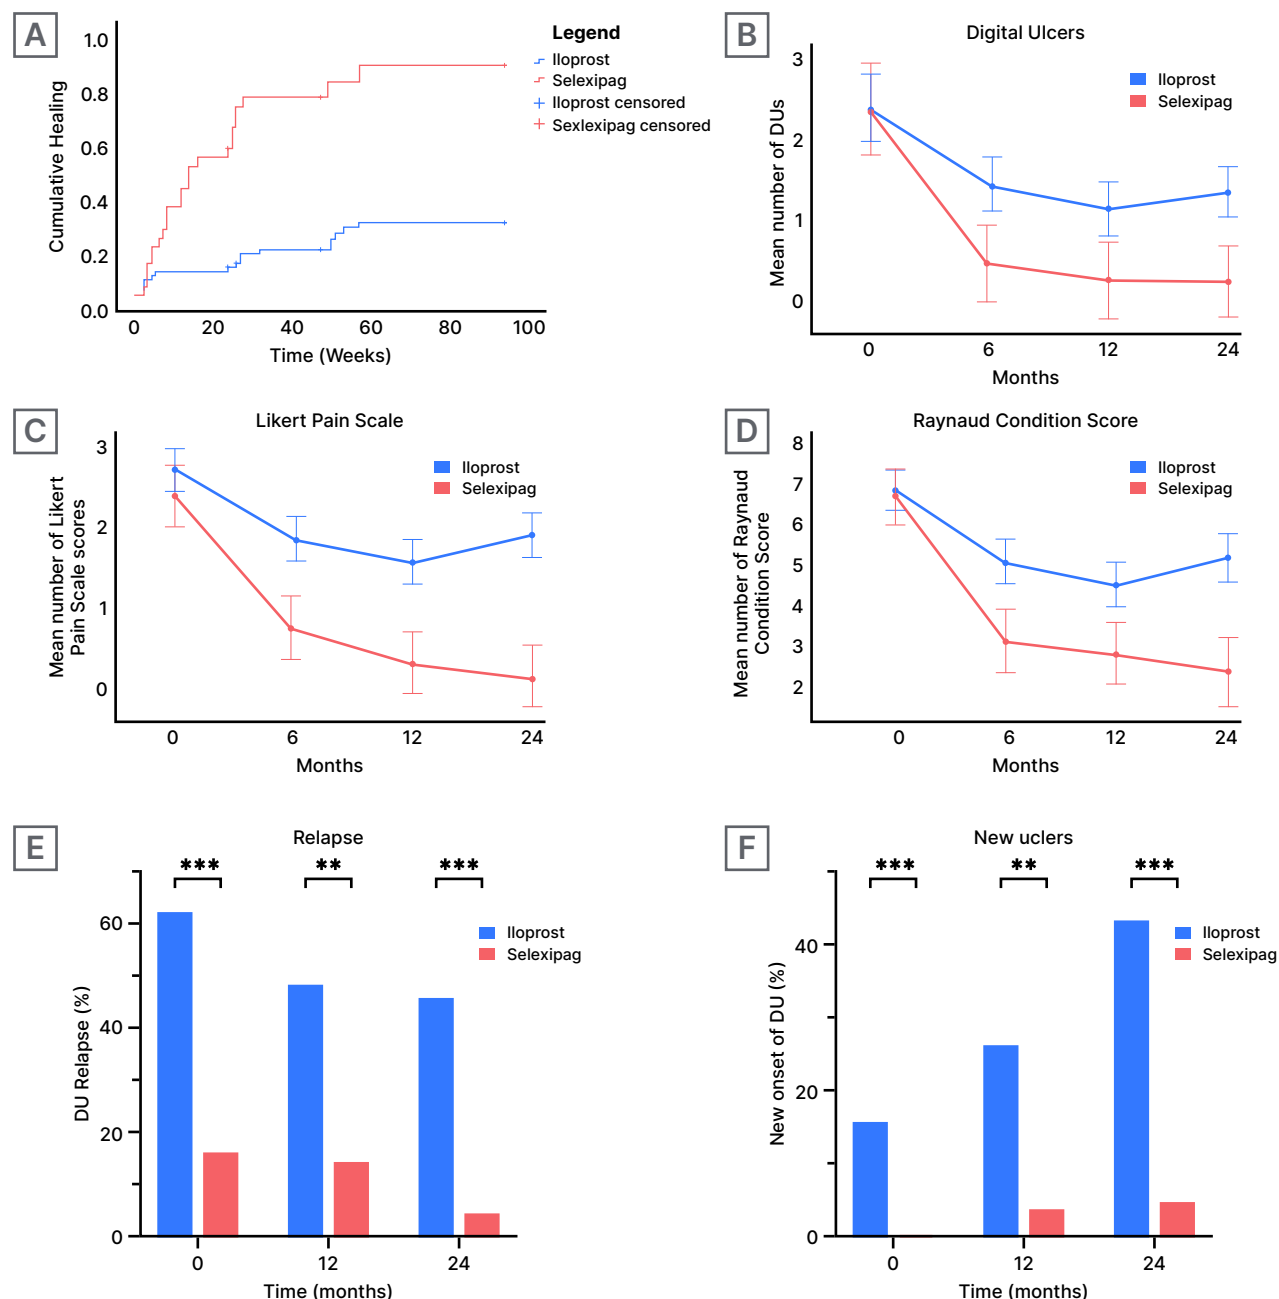 A
Legend
Iloprost
Selexipag
Iloprost censored
Sexlexipag censored
Cumulative Healing
1.0
0.8
0.6
0.4
0.2
0.0
0 20 40 60 80 100
Time (Weeks)
B
Digital Ulcers
Iloprost
Selexipag
Mean number of DUs
3
2
1
0
0 6 12 24
Months
C
Likert Pain Scale
Iloprost
Selexipag
Mean number of Likert
Pain Scale scores
3
2
1
0
0 6 12 24
Months
D
Raynaud Condition Score
Iloprost
Selexipag
Mean number of Raynaud
Condition Score
8
7
6
5
4
3
2
0 6 12 24
Months
E
Relapse
*** ** ***
Iloprost
Selexipag
DU Relapse (%)
60
40
20
0
0 12 24
Time (months)
F
New uclers
*** ** ***
Iloprost
Selexipag
New onset of DU (%)
40
20
0
0 12 24
Time (months)